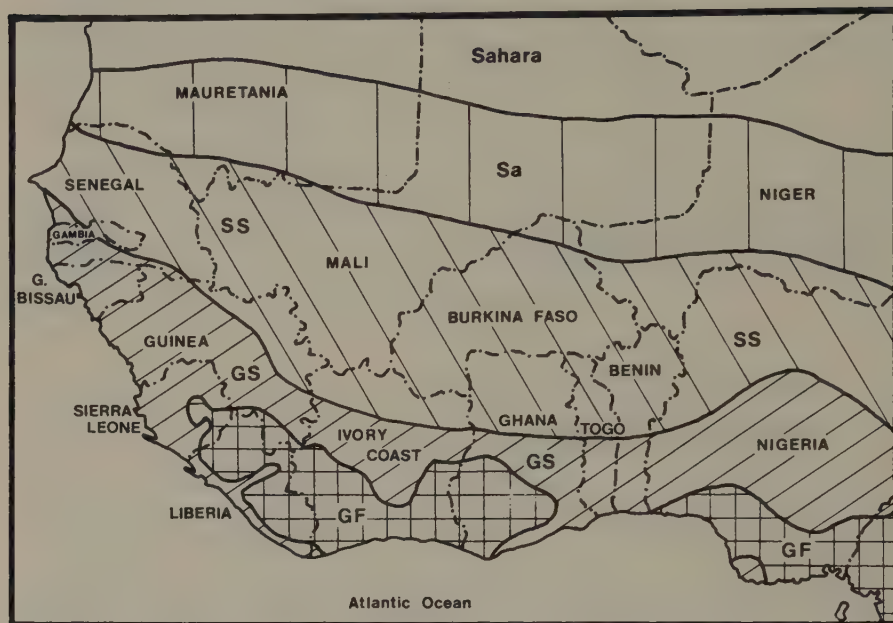 Sahara
MAURETANIA
Sa
NIGER
SENEGAL
SS
GAMBIA
MALI
G.
BISSAU
BURKINA FASO
SS
GUINEA
GS
BENIN
SIERRA
LEONE
IVORY
COAST
GHANA
TOGO
NIGERIA
GS
LIBERIA
GF
GF
Atlantic Ocean